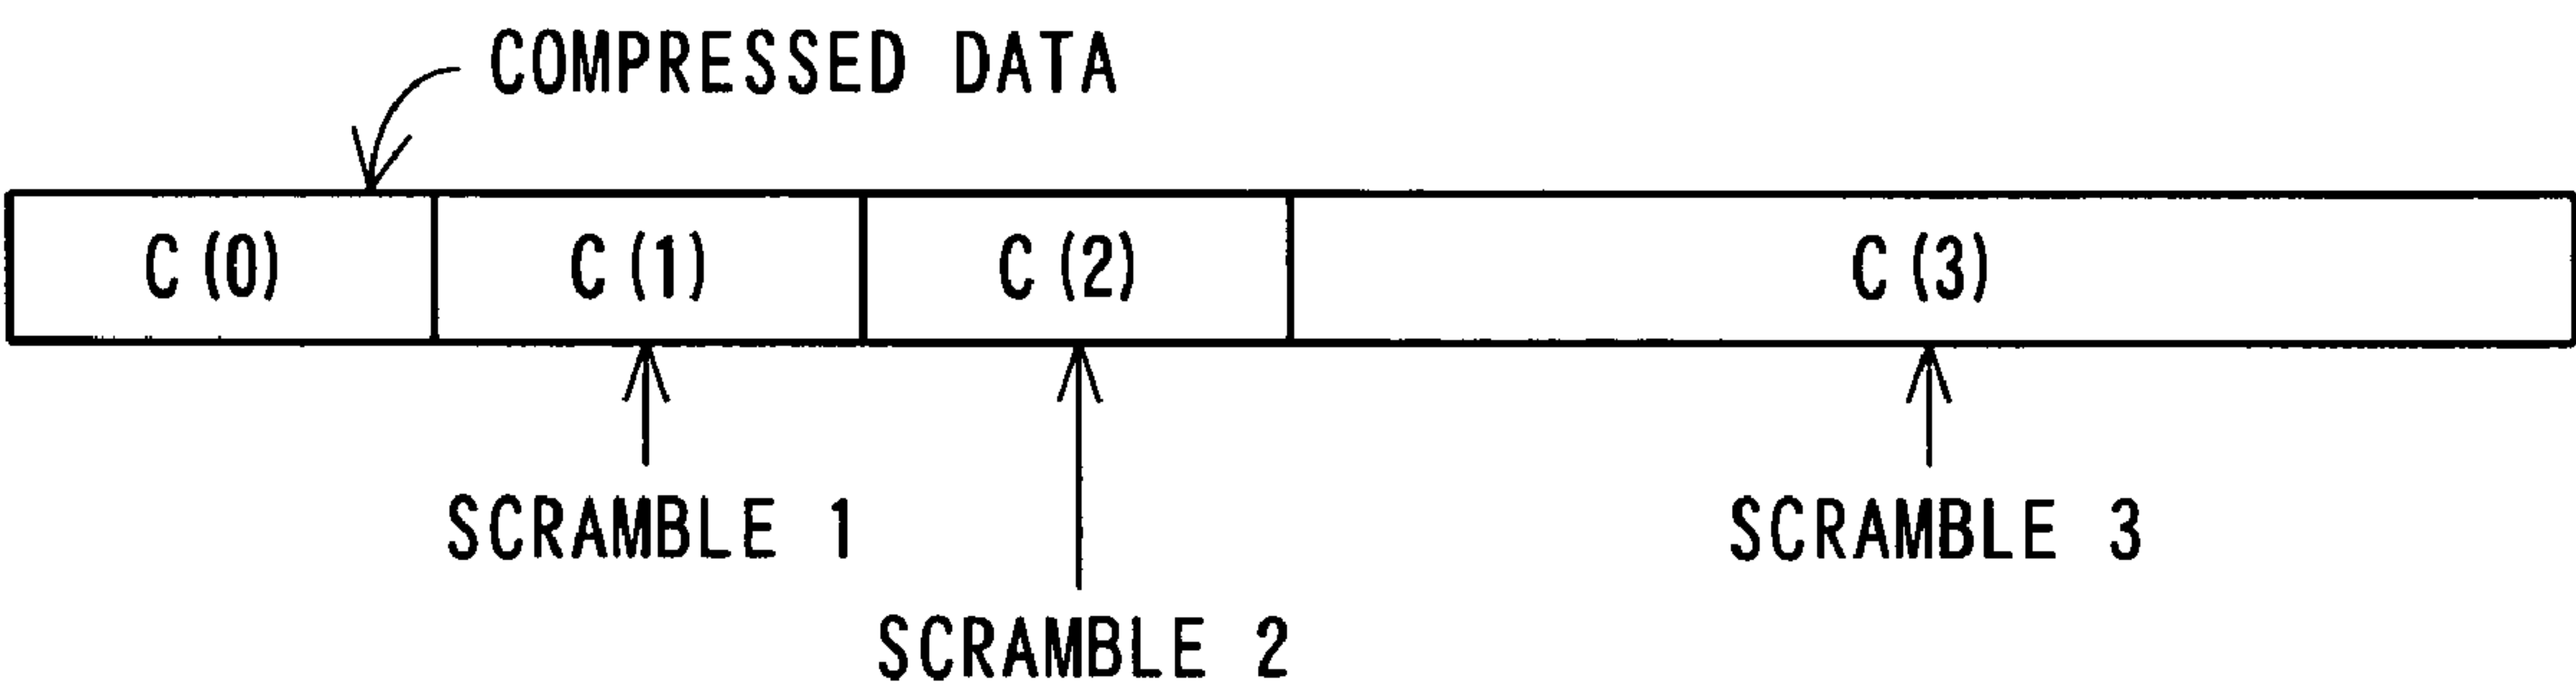 COMPRESSED DATA
C(0) C(1) C(2) C(3)
SCRAMBLE 1 SCRAMBLE 3
SCRAMBLE 2